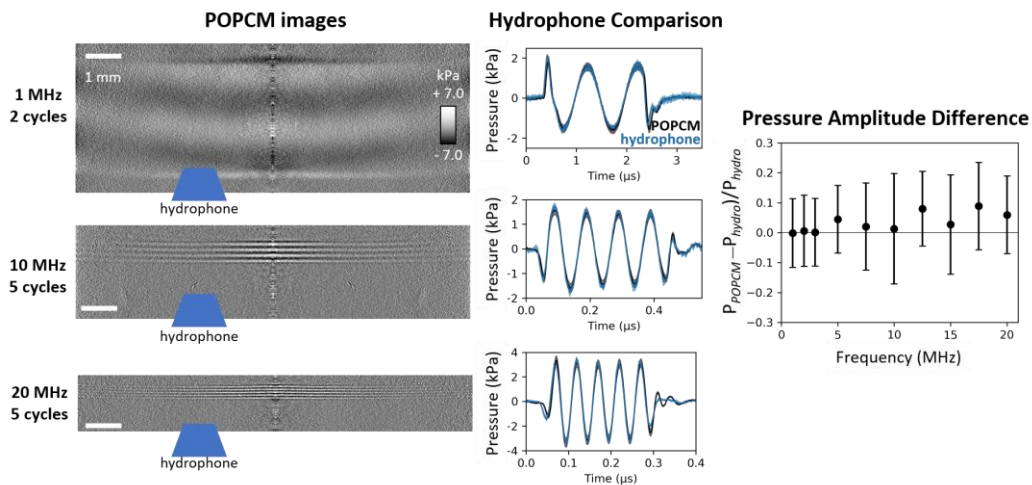 POPCM images
1 MHz
2 cycles
1 mm
kPa
+ 7.0
- 7.0
hydrophone
10 MHz
5 cycles
hydrophone
20 MHz
5 cycles
hydrophone
Hydrophone Comparison
Pressure (kPa)
2
0
-2
POPCM
hydrophone
0 1 2 3
Time (µs)
Pressure (kPa)
2
1
0
-1
-2
0.0 0.2 0.4
Time (µs)
Pressure (kPa)
4
2
0
-2
-4
0.0 0.1 0.2 0.3 0.4
Time (µs)
Pressure Amplitude Difference
(P_POPCM – P_hydro)/P_hydro
0.3
0.2
0.1
0.0
−0.1
−0.2
−0.3
0 5 10 15 20
Frequency (MHz)